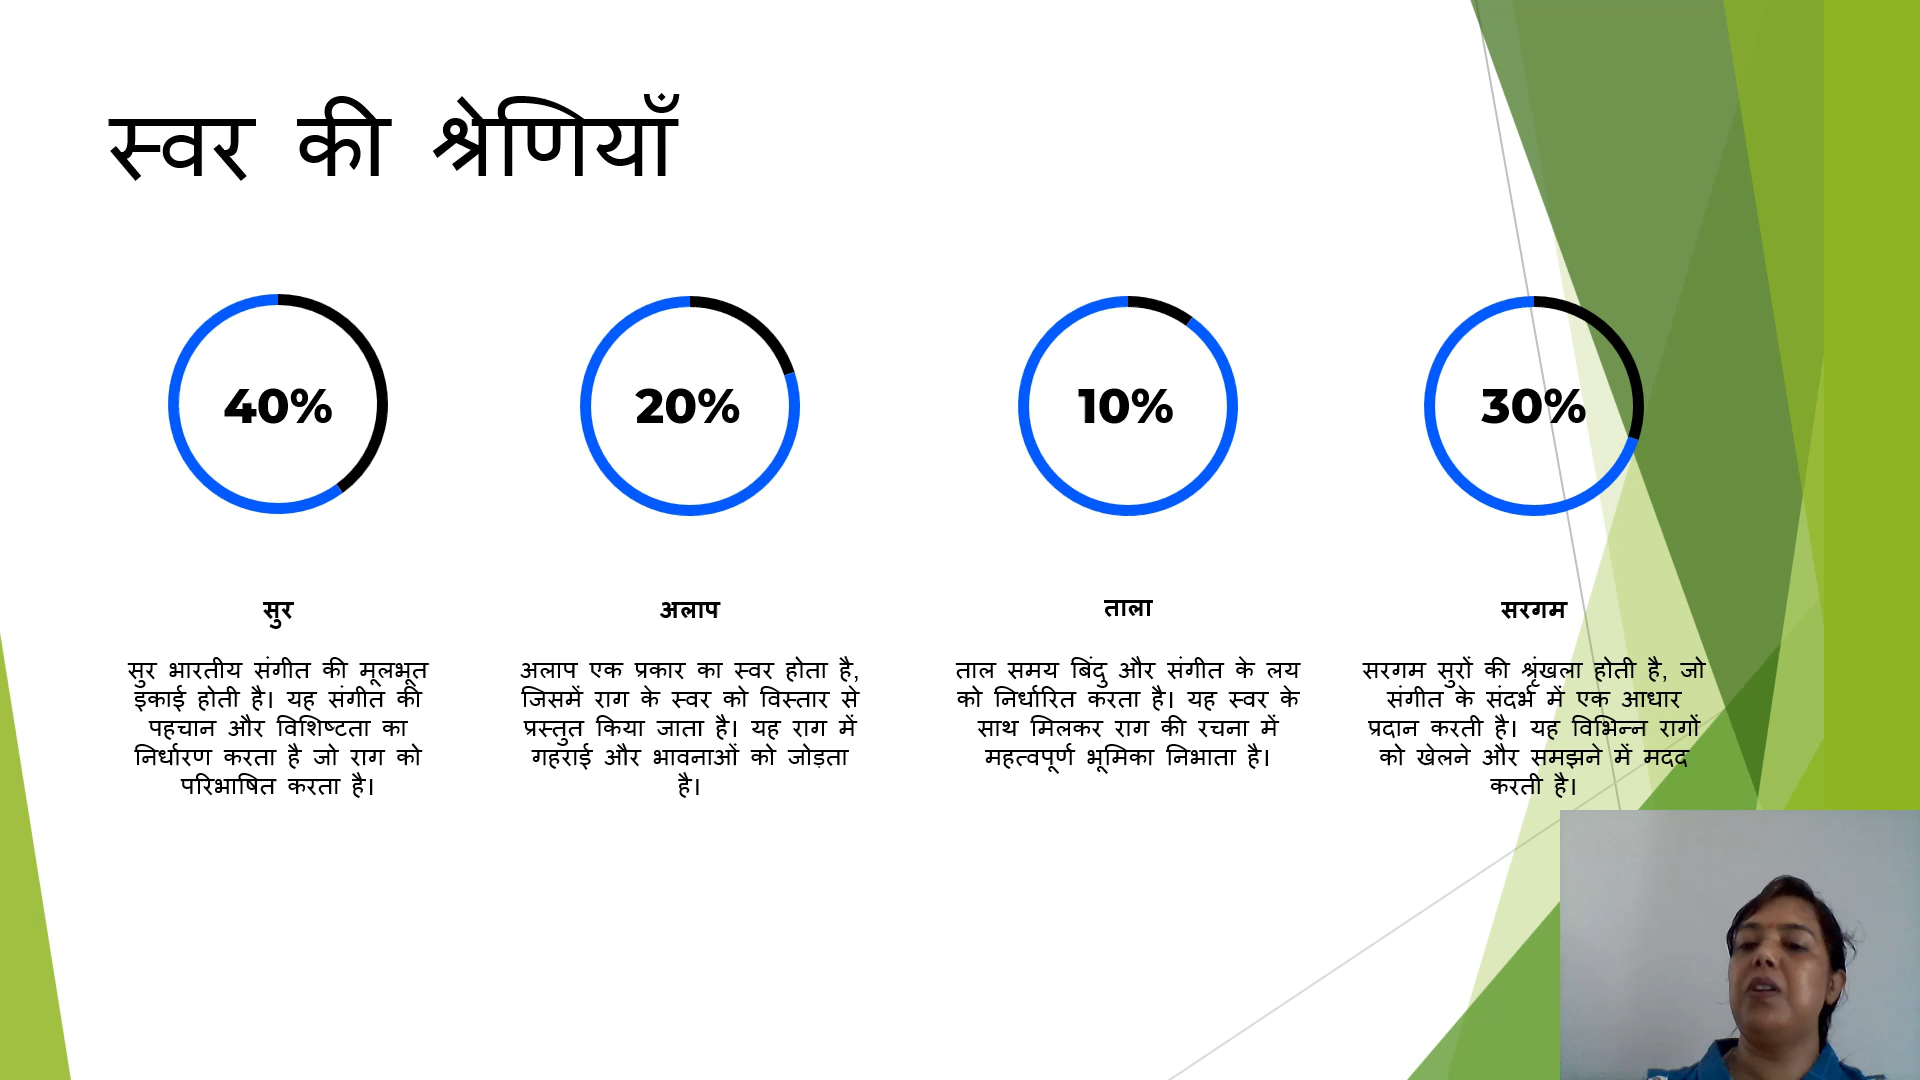 स्वर की श्रेणियाँ
40%
20%
10%
30%
सुर
सुर भारतीय संगीत की मूलभूत
इकाई होती है। यह संगीत की
पहचान और विशिष्टता का
निर्धारण करता है जो राग को
परिभाषित करता है।
अलाप
अलाप एक प्रकार का स्वर होता है,
जिसमें राग के स्वर को विस्तार से
प्रस्तुत किया जाता है। यह राग में
गहराई और भावनाओं को जोड़ता
है।
ताला
ताल समय बिंदु और संगीत के लय
को निर्धारित करता है। यह स्वर के
साथ मिलकर राग की रचना में
महत्वपूर्ण भूमिका निभाता है।
सरगम
सरगम सुरों की श्रृंखला होती है, जो
संगीत के संदर्भ में एक आधार
प्रदान करती है। यह विभिन्न रागों
को खेलने और समझने में मदद
करती है।